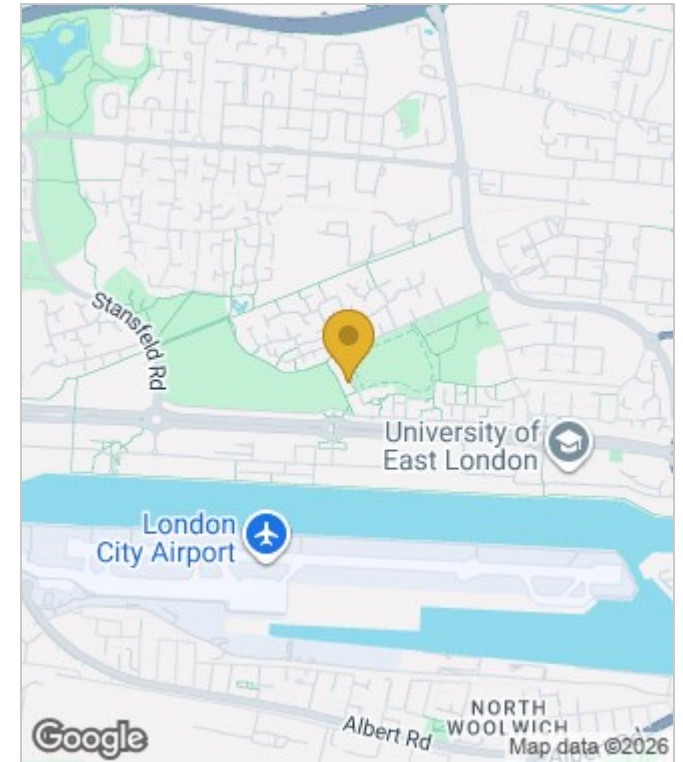 Stansfeld Rd
University of
East London
London
City Airport
NORTH
WOOLWICH
Albert Rd
Google
Map data ©2026